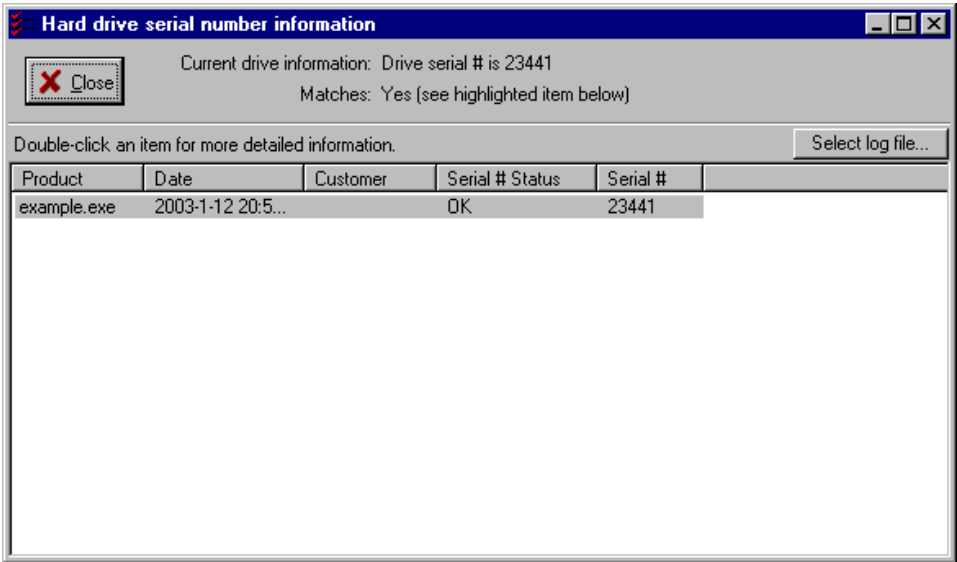 Hard drive serial number information
Close
Current drive information: Drive serial # is 23441
Matches: Yes (see highlighted item below)
Double-click an item for more detailed information.
Select log file...
Product Date Customer Serial # Status Serial #
example.exe 2003-1-12 20:5... OK 23441